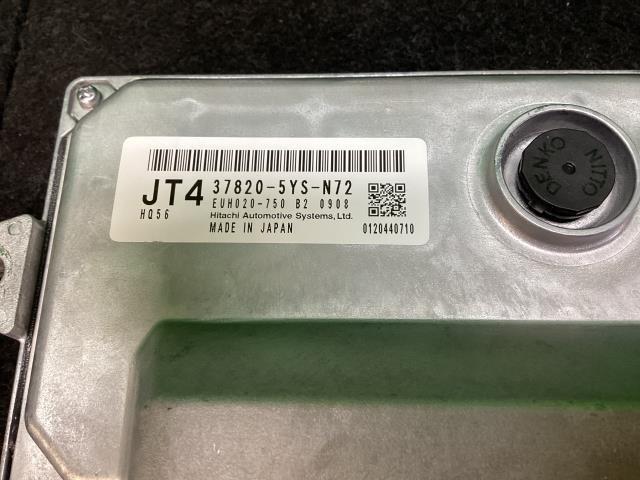 JT4 37820-5YS-N72
HQ56 EUH020-750 B2 0908
Hitachi Automotive Systems, Ltd.
MADE IN JAPAN 0120440710
NITTO
DENKO